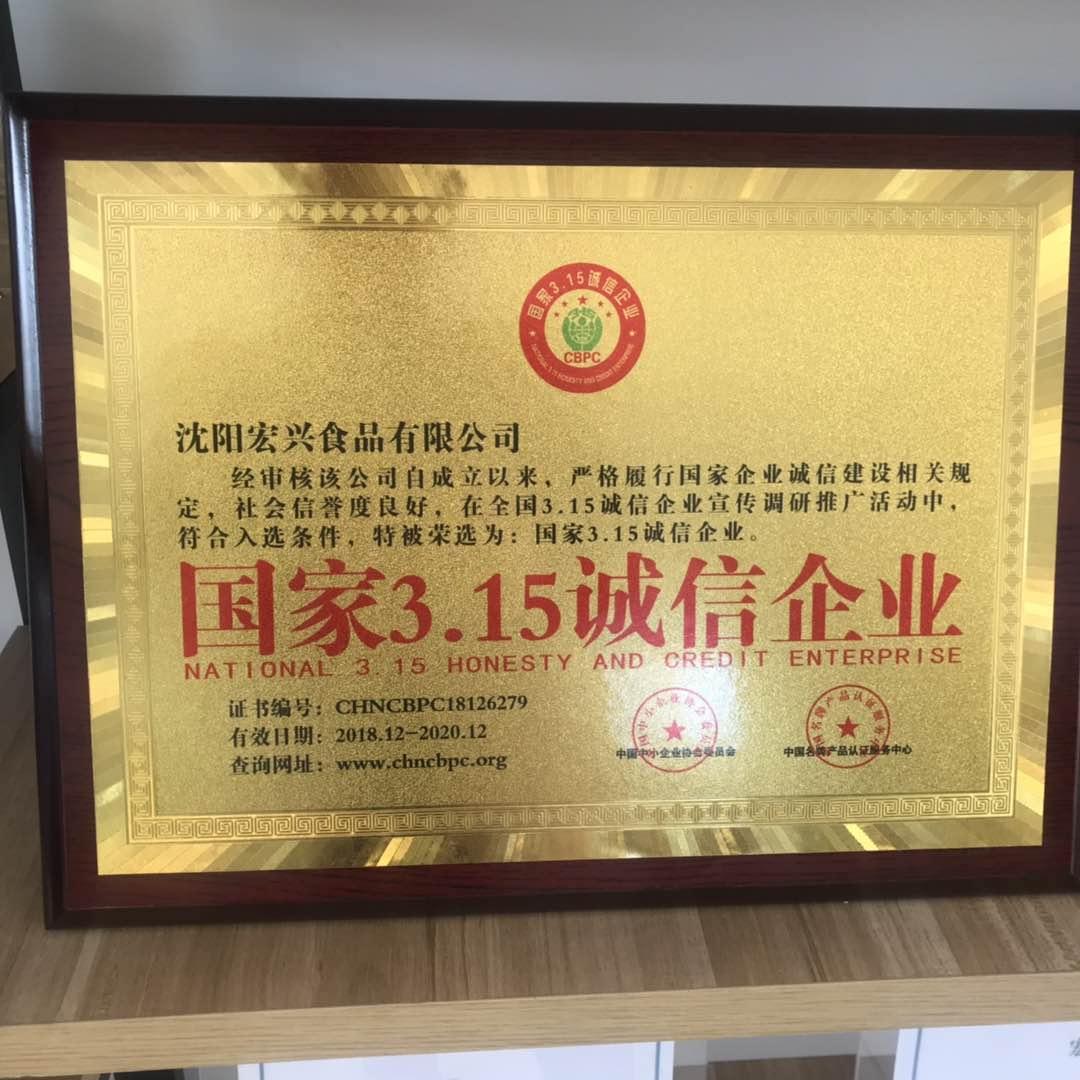 国家3.15诚信企业
CBPC
NATIONAL 3.15 HONESTY AND CREDIT ENTERPRISE
沈阳宏兴食品有限公司
经审核该公司自成立以来，严格履行国家企业诚信建设相关规
定，社会信誉度良好，在全国3.15诚信企业宣传调研推广活动中，
符合入选条件，特被荣选为：国家3.15诚信企业。
国家3.15诚信企业
NATIONAL 3.15 HONESTY AND CREDIT ENTERPRISE
证书编号：CHNCBPC18126279
有效日期：2018.12-2020.12
查询网址：www.chncbpc.org
中国中小企业协会委员会
中国名牌产品认证服务中心